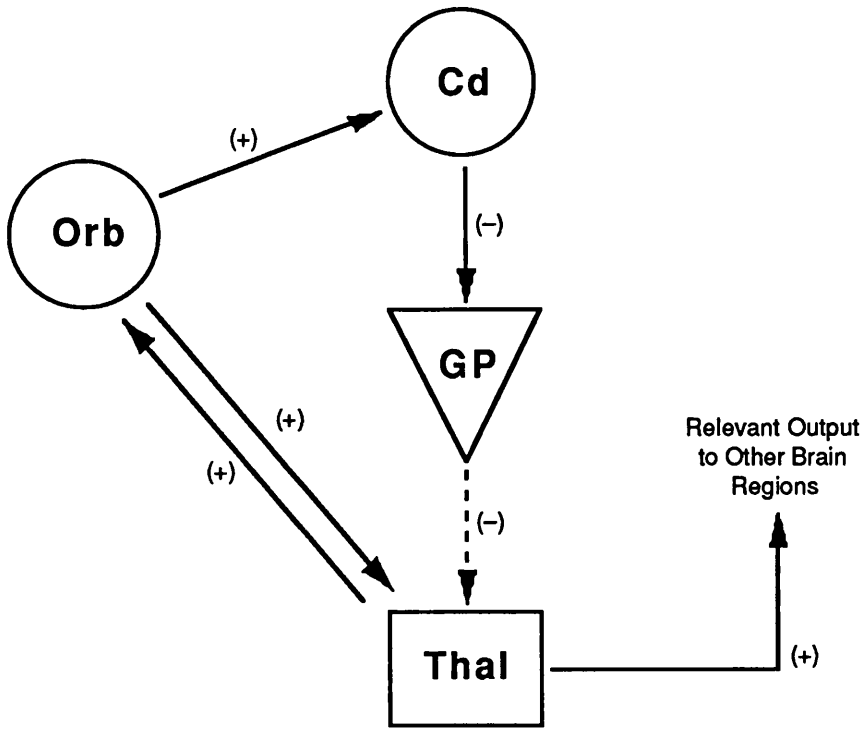 Cd
(+)
Orb
(−)
GP
(+)
(+)
Relevant Output
to Other Brain
Regions
(−)
Thal
(+)